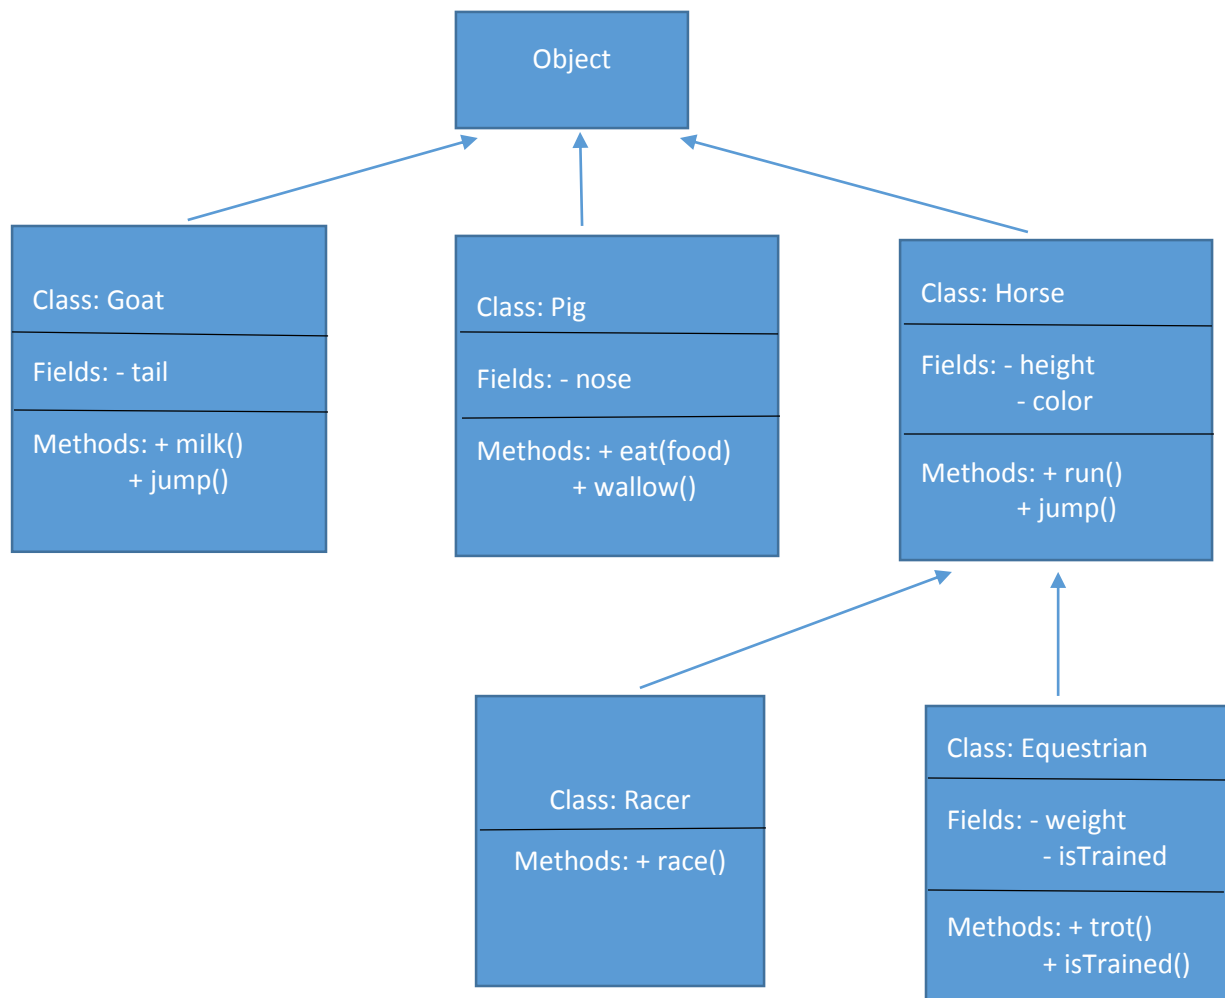 Object
Class: Goat
Fields: - tail
Methods: + milk()
+ jump()
Class: Pig
Fields: - nose
Methods: + eat(food)
+ wallow()
Class: Horse
Fields: - height
- color
Methods: + run()
+ jump()
Class: Racer
Methods: + race()
Class: Equestrian
Fields: - weight
- isTrained
Methods: + trot()
+ isTrained()